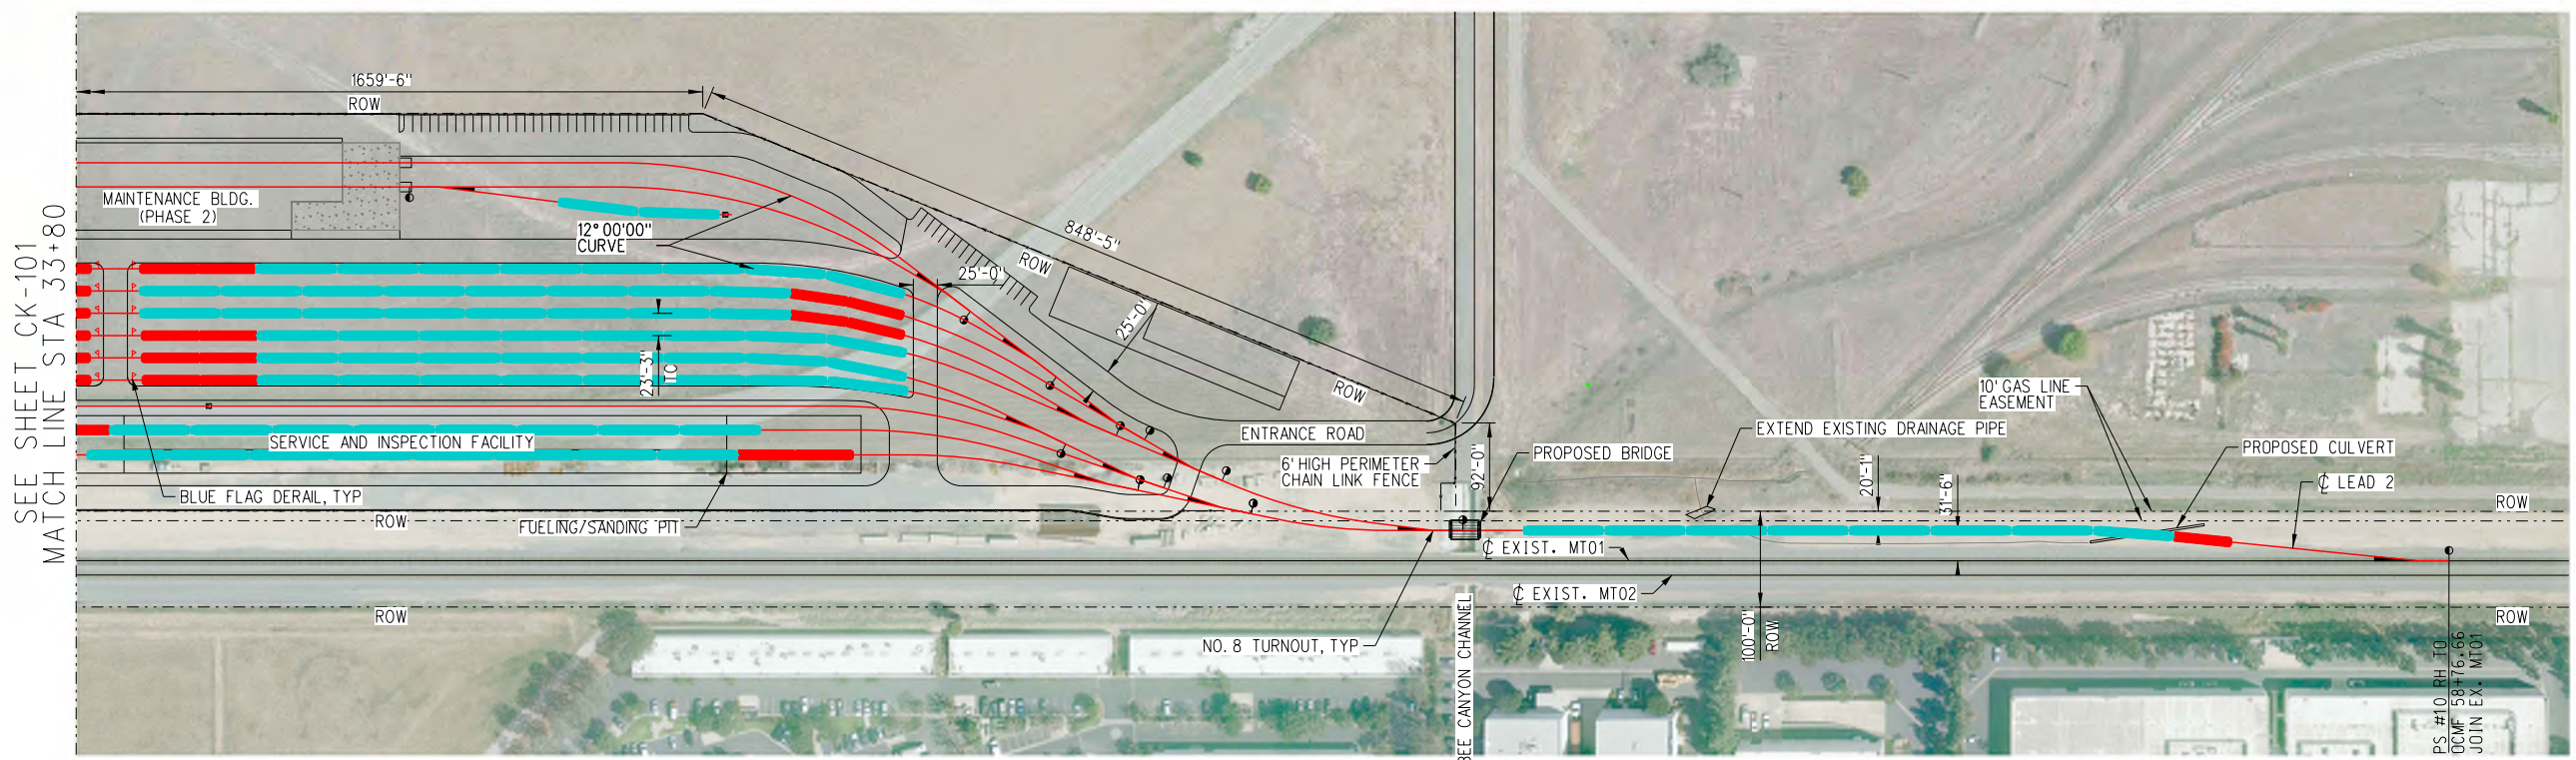 SEE SHEET CK-101
MATCH LINE STA 33+80
1659'-6"
ROW
MAINTENANCE BLDG.
(PHASE 2)
12°00'00"
CURVE
848'-5"
ROW
25'-0"
25'-0"
ROW
23'-3"
TC
SERVICE AND INSPECTION FACILITY
BLUE FLAG DERAIL, TYP
FUELING/SANDING PIT
ROW
ROW
ENTRANCE ROAD
6' HIGH PERIMETER
CHAIN LINK FENCE
92'-0"
PROPOSED BRIDGE
EXTEND EXISTING DRAINAGE PIPE
10' GAS LINE
EASEMENT
PROPOSED CULVERT
℄ LEAD 2
20'-1"
31'-6"
ROW
℄ EXIST. MT01
℄ EXIST. MT02
NO. 8 TURNOUT, TYP
BEE CANYON CHANNEL
100'-0"
ROW
ROW
PS #10 RH TO
OCMF 58+76.66
JOIN EX. MT01